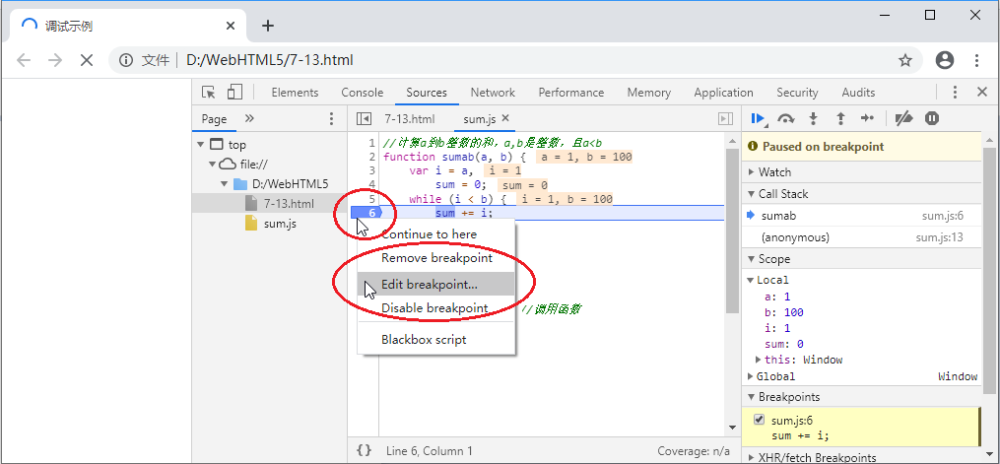 调试示例
文件 D:/WebHTML5/7-13.html
Elements Console Sources Network Performance Memory Application Security Audits
Page
top
file://
D:/WebHTML5
7-13.html
sum.js
7-13.html sum.js
1 //计算a到b整数的和，a,b是整数，且a<b
2 function sumab(a, b) { a = 1, b = 100
3 var i = a, i = 1
4 sum = 0; sum = 0
5 while (i < b) { i = 1, b = 100
6 sum += i;
Continue to here
Remove breakpoint
Edit breakpoint...
Disable breakpoint
Blackbox script
//调用函数
{} Line 6, Column 1 Coverage: n/a
Paused on breakpoint
Watch
Call Stack
sumab sum.js:6
(anonymous) sum.js:13
Scope
Local
a: 1
b: 100
i: 1
sum: 0
this: Window
Global Window
Breakpoints
sum.js:6
sum += i;
XHR/fetch Breakpoints